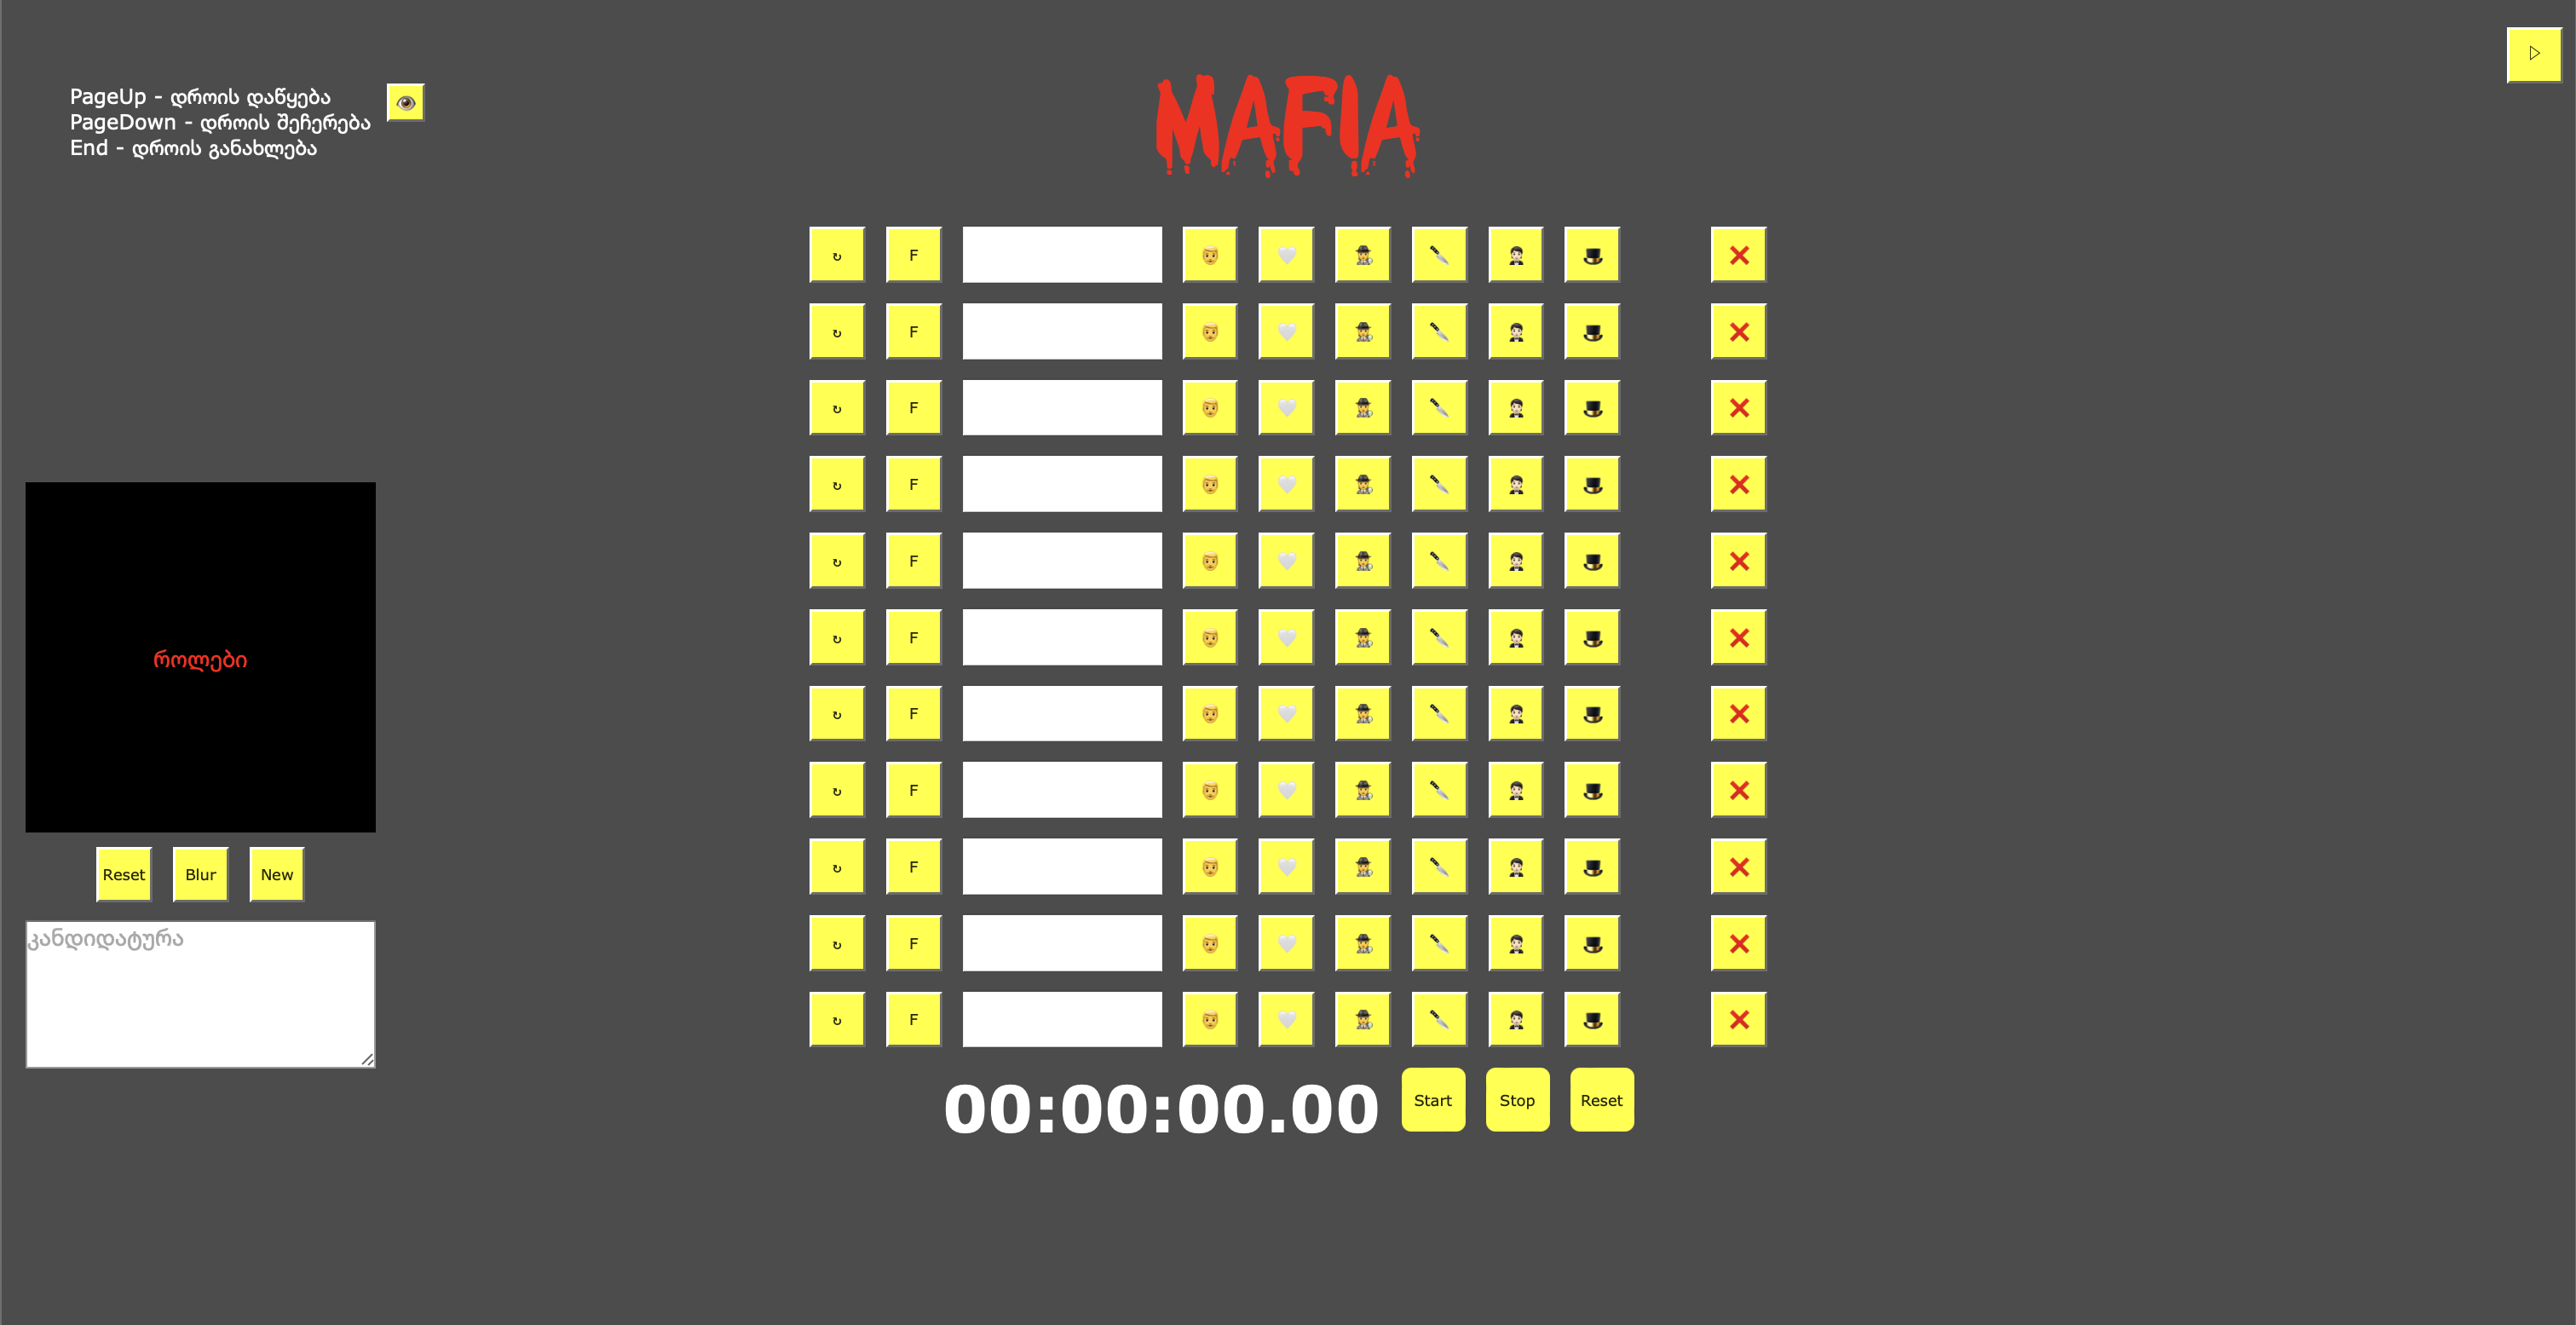 MAFIA
PageUp - დროის დაწყება
PageDown - დროის შეჩერება
End - დროის განახლება
F
F
F
F
F
F
F
F
F
F
F
როლები
Reset Blur New
კანდიდატურა
00:00:00.00 Start Stop Reset